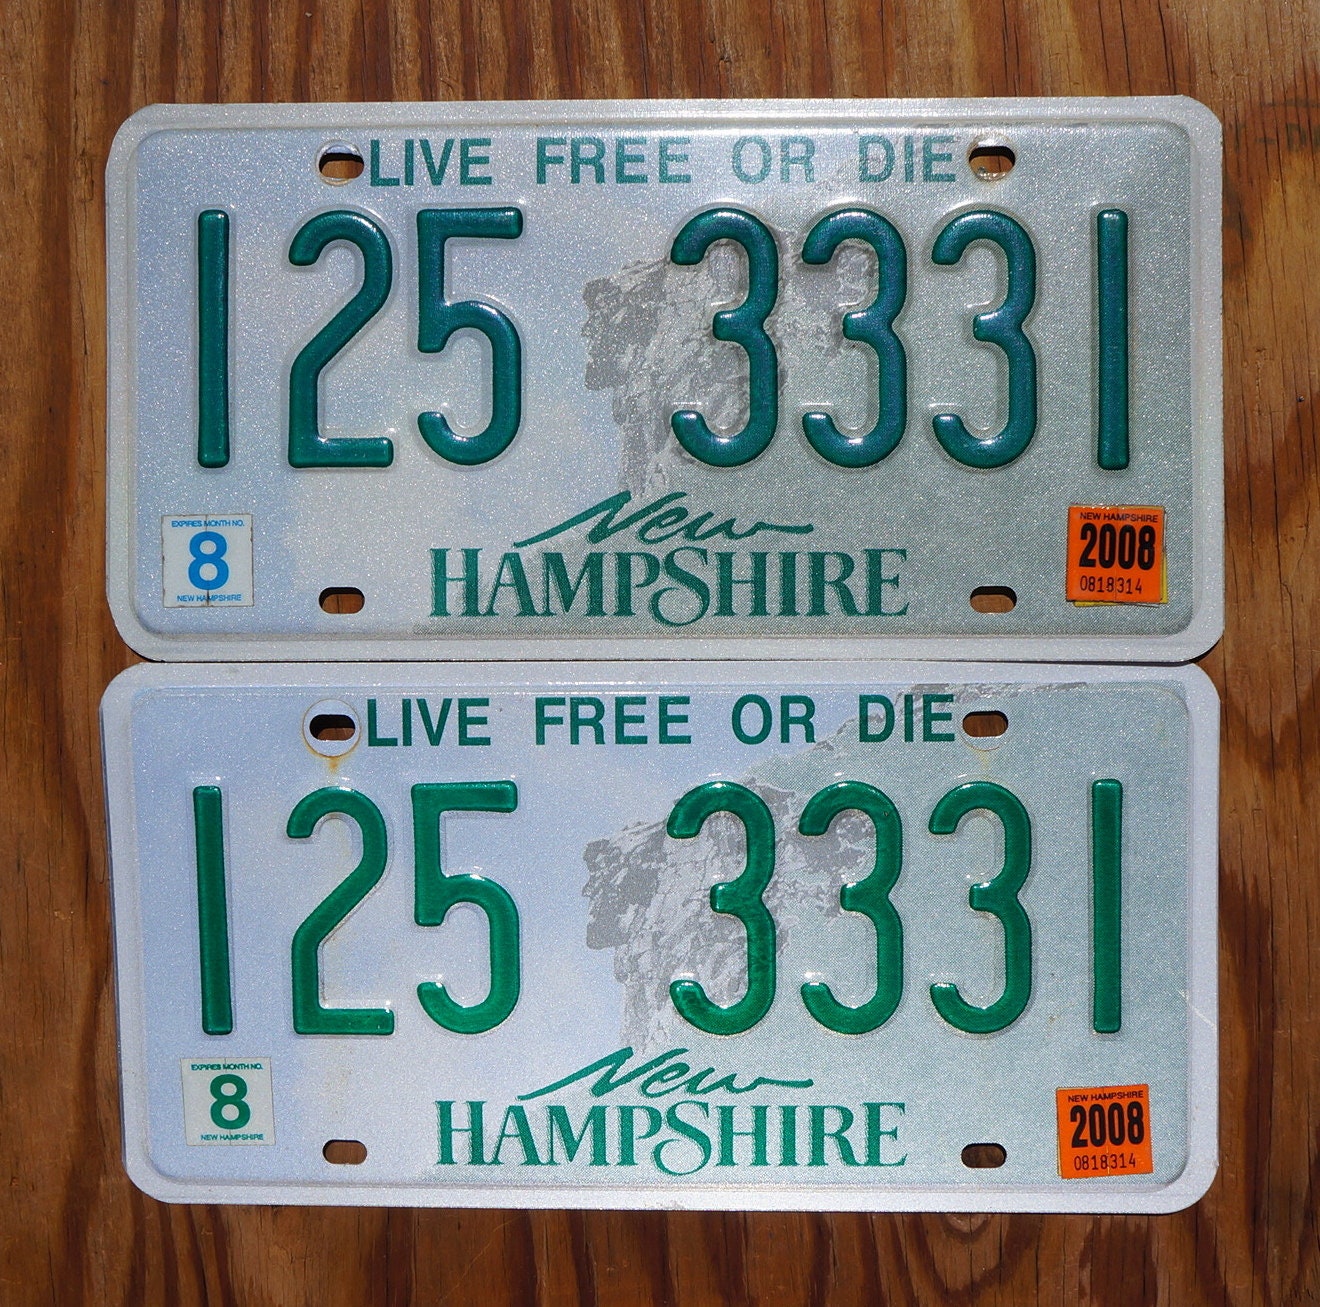 LIVE FREE OR DIE
125 3331
EXPIRES MONTH NO.
8
NEW HAMPSHIRE
New
HAMPSHIRE
NEW HAMPSHIRE
2008
0818314
LIVE FREE OR DIE
125 3331
EXPIRES MONTH NO.
8
NEW HAMPSHIRE
New
HAMPSHIRE
NEW HAMPSHIRE
2008
0818314